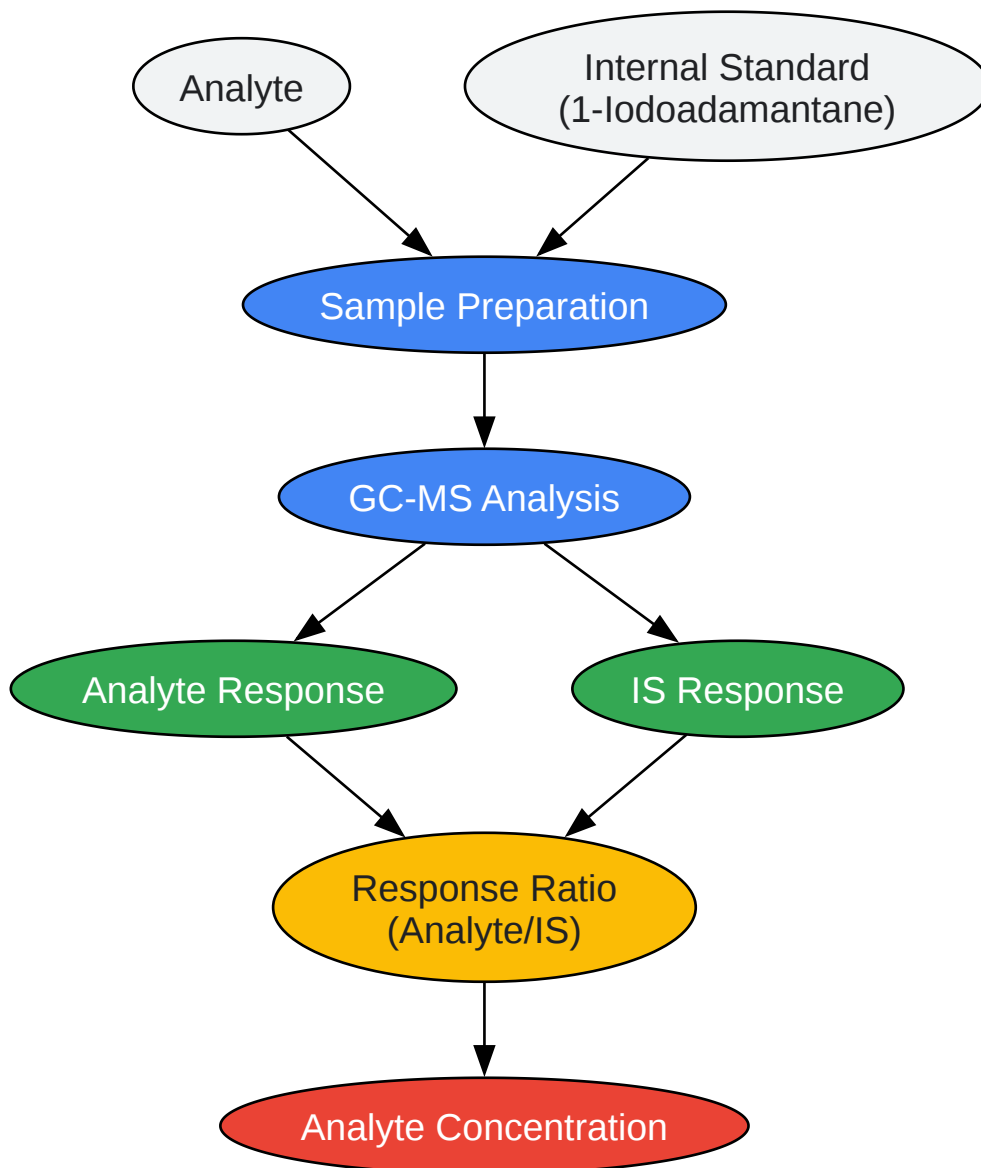 Analyte
Internal Standard
(1-Iodoadamantane)
Sample Preparation
GC-MS Analysis
Analyte Response
IS Response
Response Ratio
(Analyte/IS)
Analyte Concentration